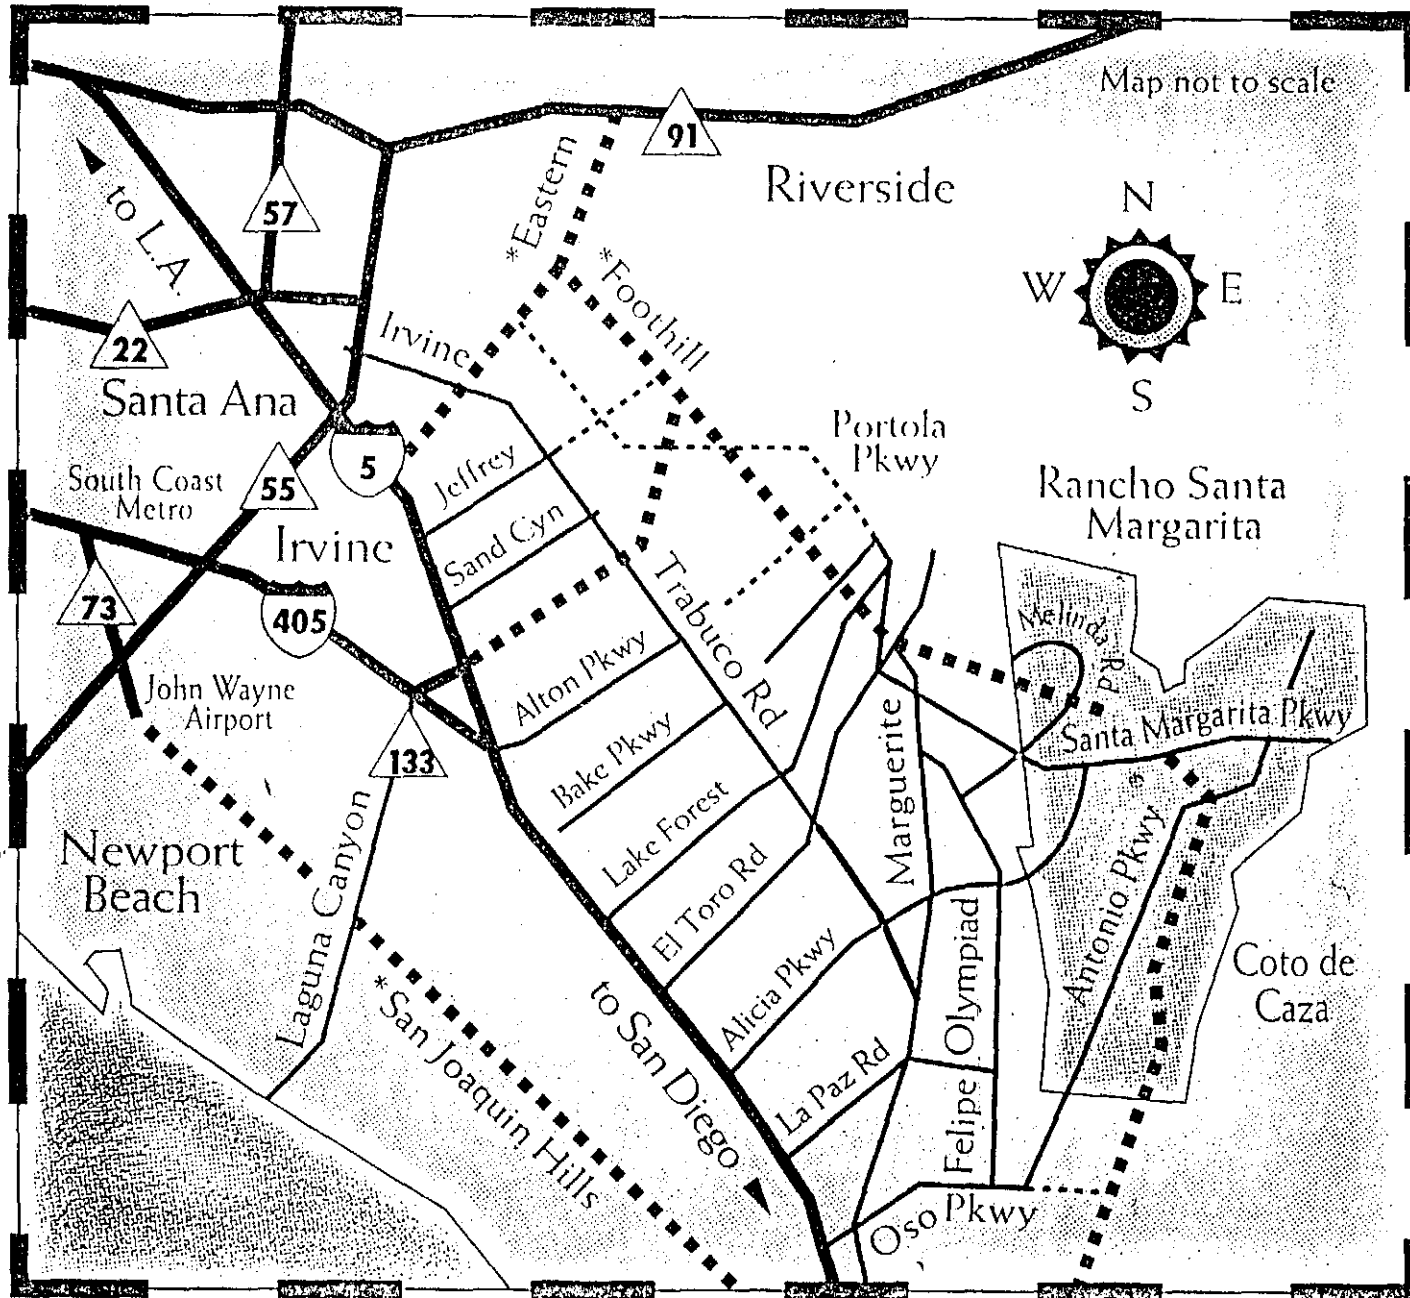 Map not to scale
91
*Eastern
Riverside
N
to L.A.
57
*Foothill
W
E
22
Irvine
S
Santa Ana
Portola
Pkwy
5
Jeffrey
South Coast
Metro
55
Rancho Santa
Margarita
Sand Cyn
Irvine
Trabuco Rd
73
405
Melinda Rd
Alton Pkwy
John Wayne
Airport
Santa Margarita Pkwy
133
Bake Pkwy
Marguerite
Lake Forest
Newport
Beach
Laguna Canyon
El Toro Rd
Antonio Pkwy
Alicia Pkwy
Olympiad
Coto de
Caza
*San Joaquin Hills
to San Diego
La Paz Rd
Felipe
Oso Pkwy